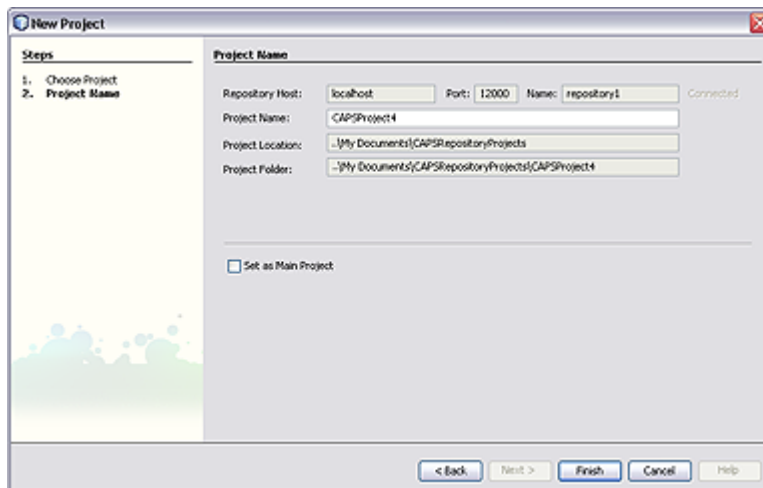 New Project
Steps
1. Choose Project
2. Project Name
Project Name
Repository Host: localhost Port: 12000 Name: repository1 Connected
Project Name: CAPSProject4
Project Location: ..\My Documents\CAPSRepositoryProjects
Project Folder: ..\My Documents\CAPSRepositoryProjects\CAPSProject4
Set as Main Project
< Back Next > Finish Cancel Help